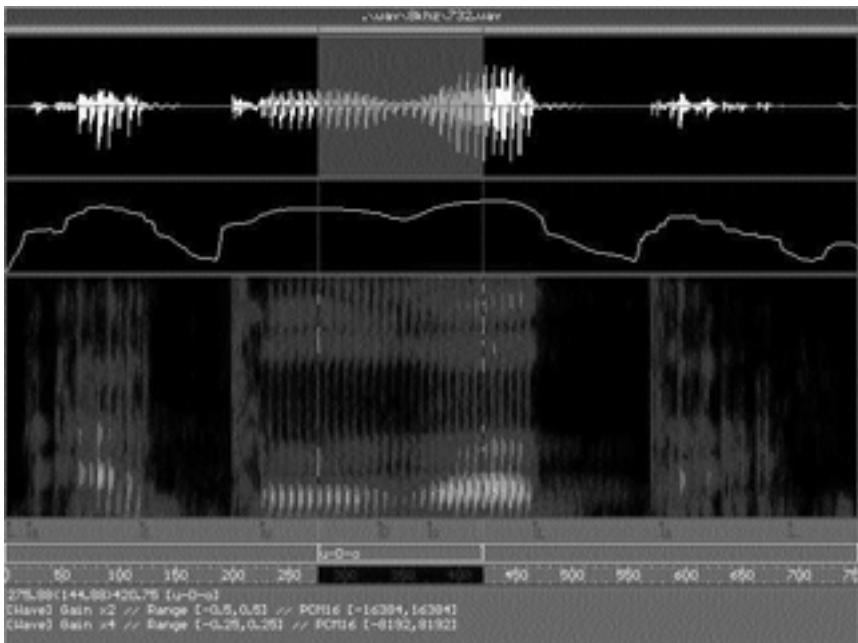 .\wav\8khz\732.wav
u-O-o
50 100 150 200 250 300 350 400 450 500 550 600 650 700 750
275.88<144.88>420.75 [u-O-o]
[Wave] Gain x2 // Range [-0.5,0.5] // PCM16 [-16384,16384]
[Wave] Gain x4 // Range [-0.25,0.25] // PCM16 [-8192,8192]